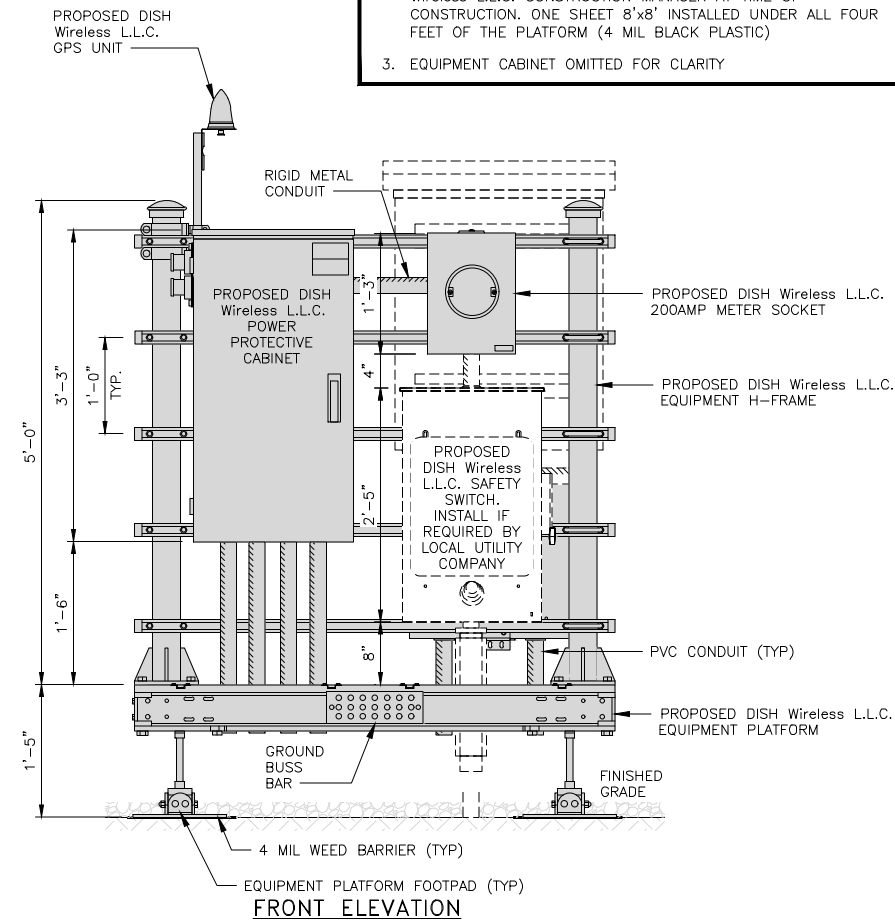 CONSTRUCTION. ONE SHEET 8'x8' INSTALLED UNDER ALL FOUR
FEET OF THE PLATFORM (4 MIL BLACK PLASTIC)
3. EQUIPMENT CABINET OMITTED FOR CLARITY
PROPOSED DISH
Wireless L.L.C.
GPS UNIT
RIGID METAL
CONDUIT
PROPOSED DISH
Wireless L.L.C.
POWER
PROTECTIVE
CABINET
PROPOSED DISH Wireless L.L.C.
200AMP METER SOCKET
PROPOSED DISH Wireless L.L.C.
EQUIPMENT H-FRAME
PROPOSED
DISH Wireless
L.L.C. SAFETY
SWITCH.
INSTALL IF
REQUIRED BY
LOCAL UTILITY
COMPANY
5'-0"
3'-3"
1'-0"
TYP.
1'-3"
4"
2'-5"
1'-6"
8"
1'-5"
PVC CONDUIT (TYP)
PROPOSED DISH Wireless L.L.C.
EQUIPMENT PLATFORM
GROUND
BUSS
BAR
FINISHED
GRADE
4 MIL WEED BARRIER (TYP)
EQUIPMENT PLATFORM FOOTPAD (TYP)
FRONT ELEVATION